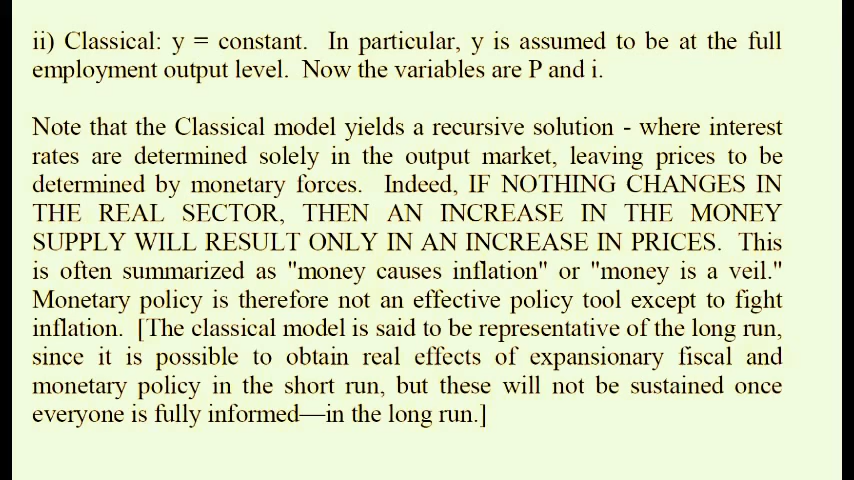 ii) Classical: y = constant. In particular, y is assumed to be at the full
employment output level. Now the variables are P and i.
Note that the Classical model yields a recursive solution - where interest
rates are determined solely in the output market, leaving prices to be
determined by monetary forces. Indeed, IF NOTHING CHANGES IN
THE REAL SECTOR, THEN AN INCREASE IN THE MONEY
SUPPLY WILL RESULT ONLY IN AN INCREASE IN PRICES. This
is often summarized as "money causes inflation" or "money is a veil."
Monetary policy is therefore not an effective policy tool except to fight
inflation. [The classical model is said to be representative of the long run,
since it is possible to obtain real effects of expansionary fiscal and
monetary policy in the short run, but these will not be sustained once
everyone is fully informed—in the long run.]